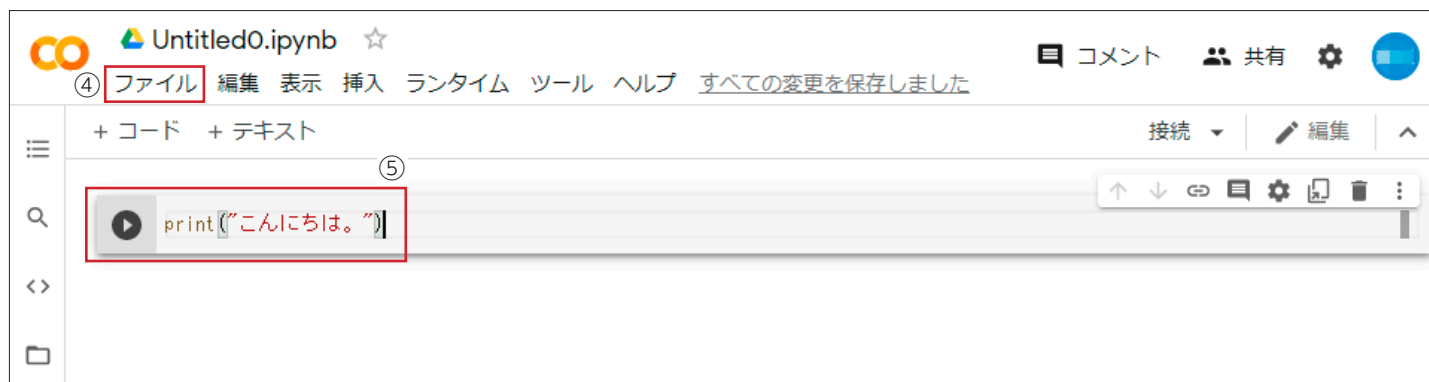 Untitled0.ipynb
④ ファイル 編集 表示 挿入 ランタイム ツール ヘルプ すべての変更を保存しました
コメント 共有
+ コード + テキスト
接続 編集
⑤
print("こんにちは。")